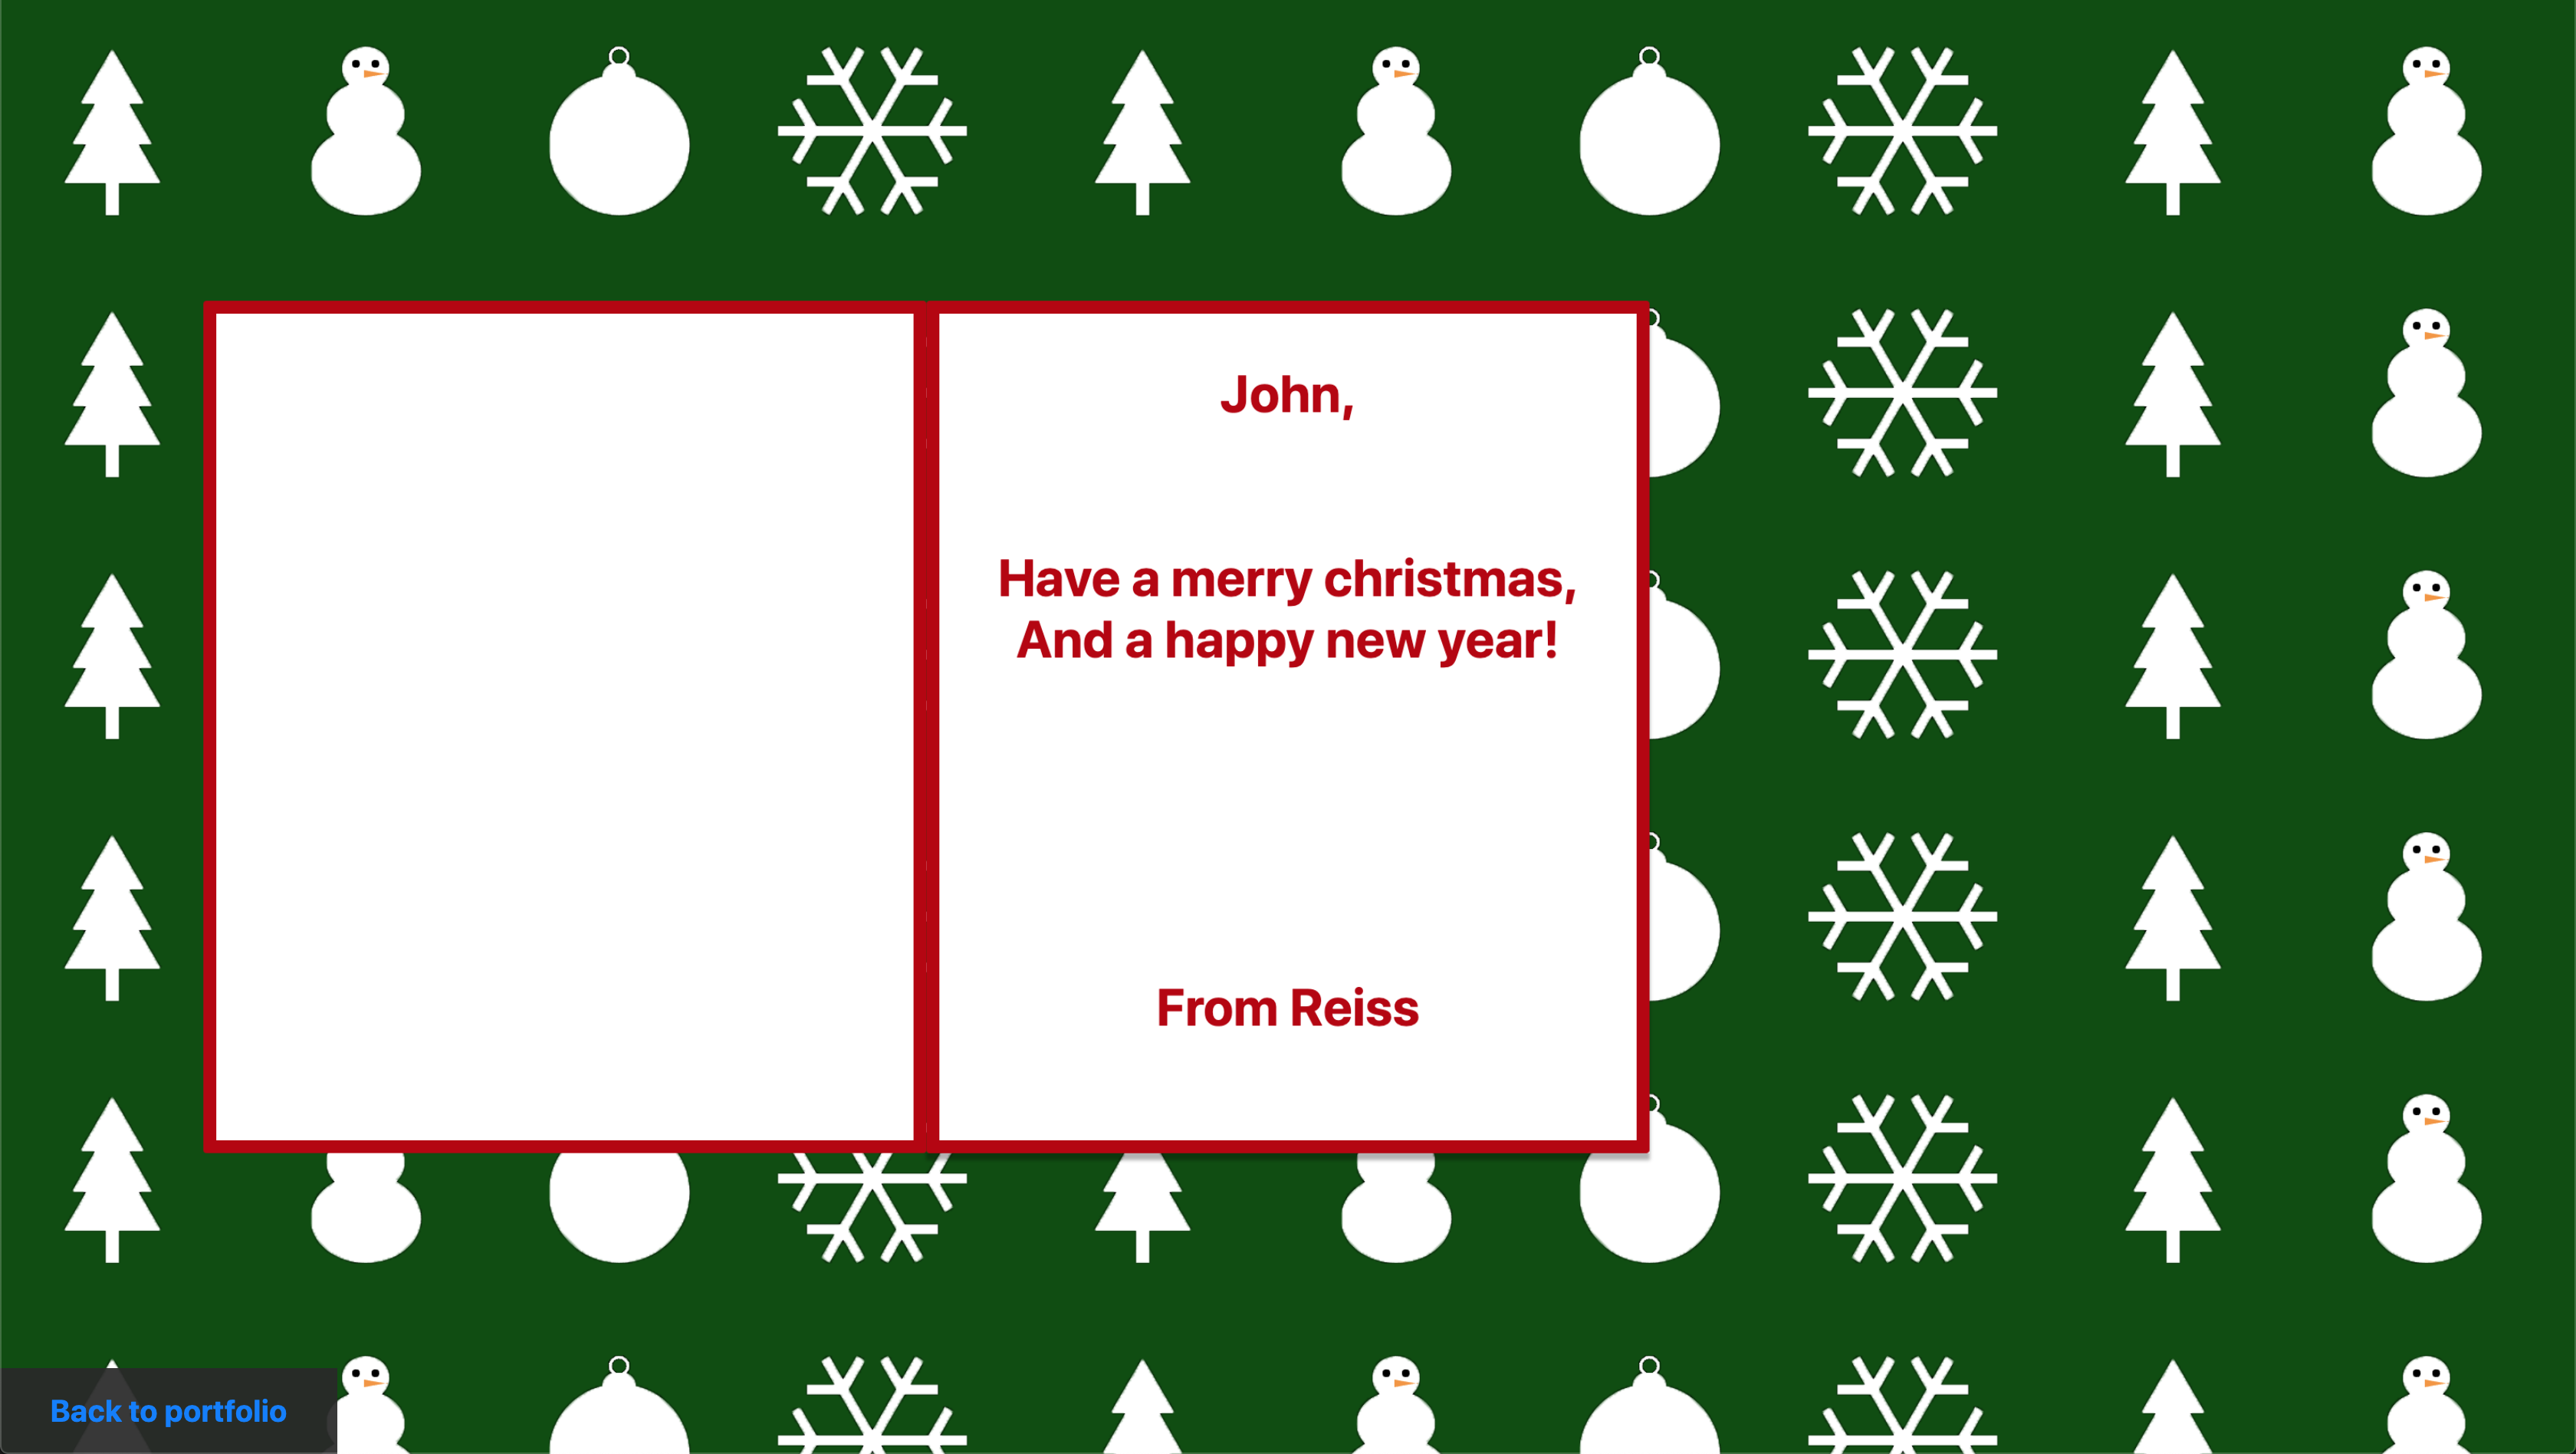 John,
Have a merry christmas,
And a happy new year!
From Reiss
Back to portfolio